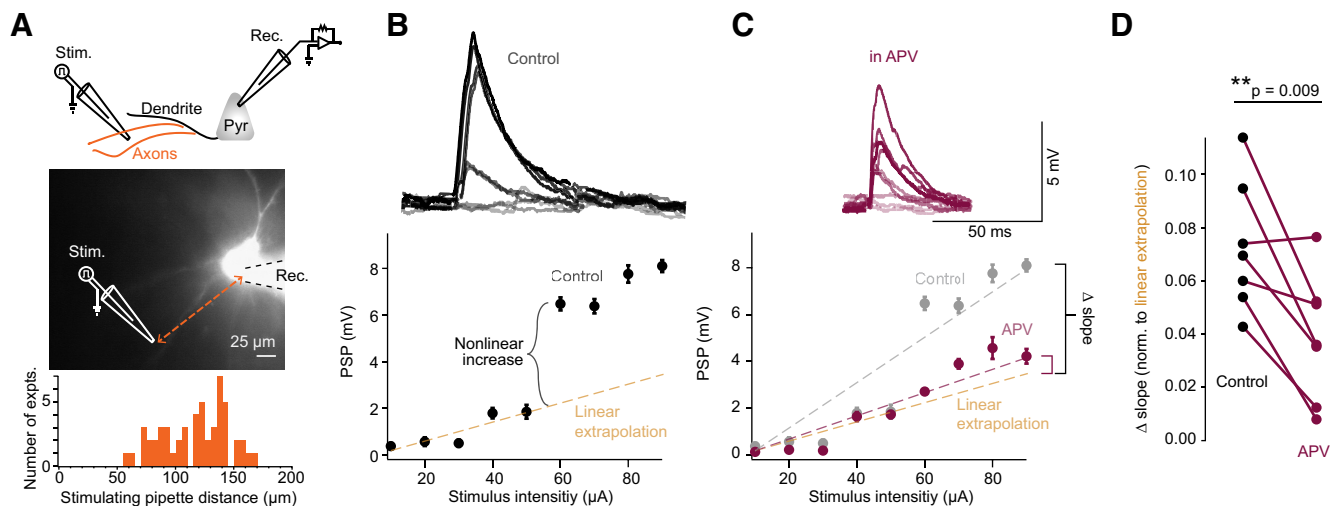 A
Stim.
Rec.
Dendrite
Pyr
Axons
Stim.
Rec.
25 µm
Number of expts.
5
0
0
50
100
150
200
Stimulating pipette distance (µm)
B
Control
PSP (mV)
8
6
4
2
0
Control
Nonlinear
increase
Linear
extrapolation
20
40
60
80
Stimulus intensitiy (µA)
C
in APV
5 mV
50 ms
PSP (mV)
8
6
4
2
0
Control
APV
Δ slope
Linear
extrapolation
20
40
60
80
Stimulus intensitiy (µA)
D
**p = 0.009
Δ slope (norm. to linear extrapolation)
0.10
0.08
0.06
0.04
0.02
0.00
Control
APV